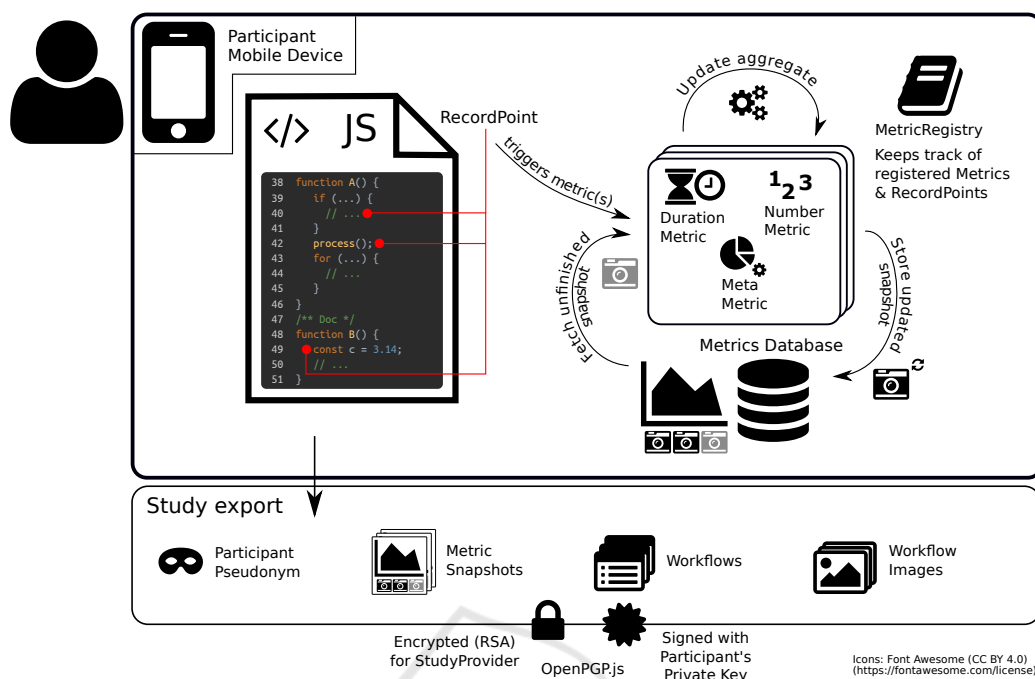 Participant
Mobile Device
</> JS
RecordPoint
38 function A() {
39 if (...) {
40 // ...
41 }
42 process();
43 for (...) {
44 // ...
45 }
46 }
47 /** Doc */
48 function B() {
49 const c = 3.14;
50 // ...
51 }
triggers metric(s)
Update aggregate
MetricRegistry
Keeps track of
registered Metrics
& RecordPoints
Duration
Metric
123
Number
Metric
Meta
Metric
Fetch unfinished
snapshot
Store updated
snapshot
Metrics Database
Study export
Participant
Pseudonym
Metric
Snapshots
Workflows
Workflow
Images
Encrypted (RSA)
for StudyProvider
OpenPGP.js
Signed with
Participant's
Private Key
Icons: Font Awesome (CC BY 4.0)
(https://fontawesome.com/license)